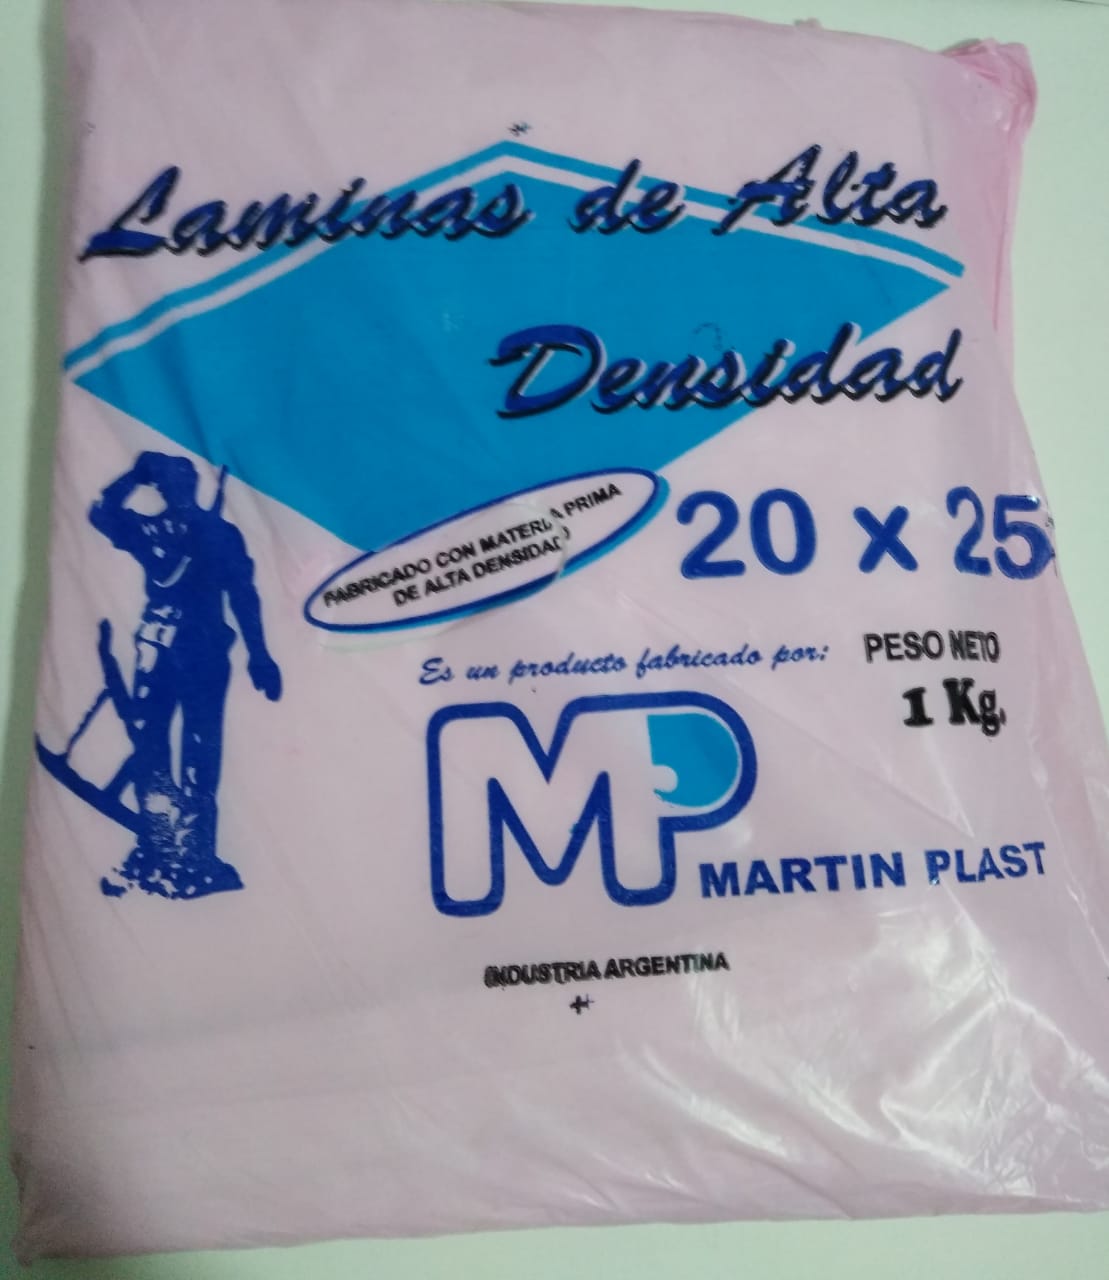 Laminas de Alta
Densidad
FABRICADO CON MATERIA PRIMA
DE ALTA DENSIDAD
20 x 25
Es un producto fabricado por:
PESO NETO
1 Kg.
MP
MARTIN PLAST
INDUSTRIA ARGENTINA